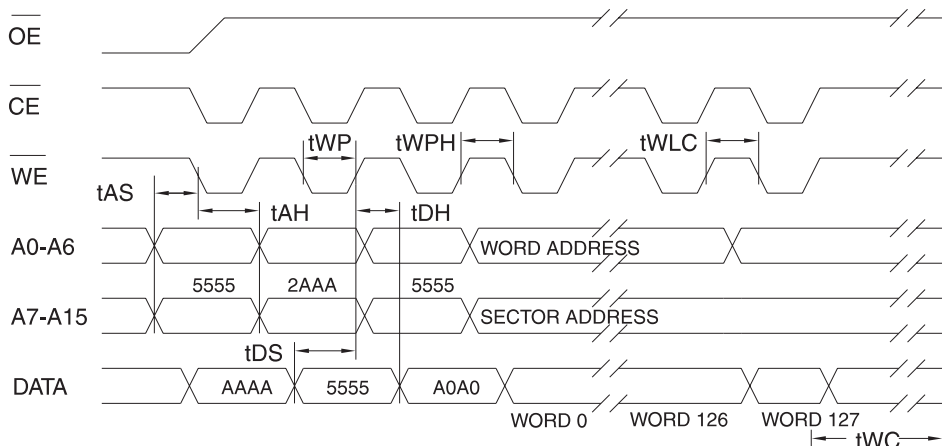 OE
CE
tWP tWPH tWLC
WE
tAS
tAH tDH
A0-A6 WORD ADDRESS
5555 2AAA 5555
A7-A15 SECTOR ADDRESS
tDS
DATA AAAA 5555 A0A0
WORD 0 WORD 126 WORD 127
tWC